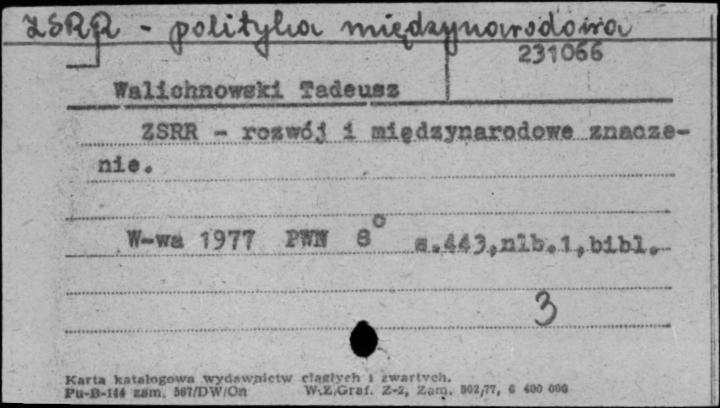 ZSRR - polityka międzynarodowa
231066
Walichnowski Tadeusz
ZSRR - rozwój i międzynarodowe znacze-
nie.
W-wa 1977 PWN 8° s.443,nlb.1,bibl.
3
Karta katalogowa wydawnictw ciągłych i zwartych.
Pu-B-144 zam. 567/DW/On W.Z.Graf. Z-2, Zam. 802/77, 6 400 000